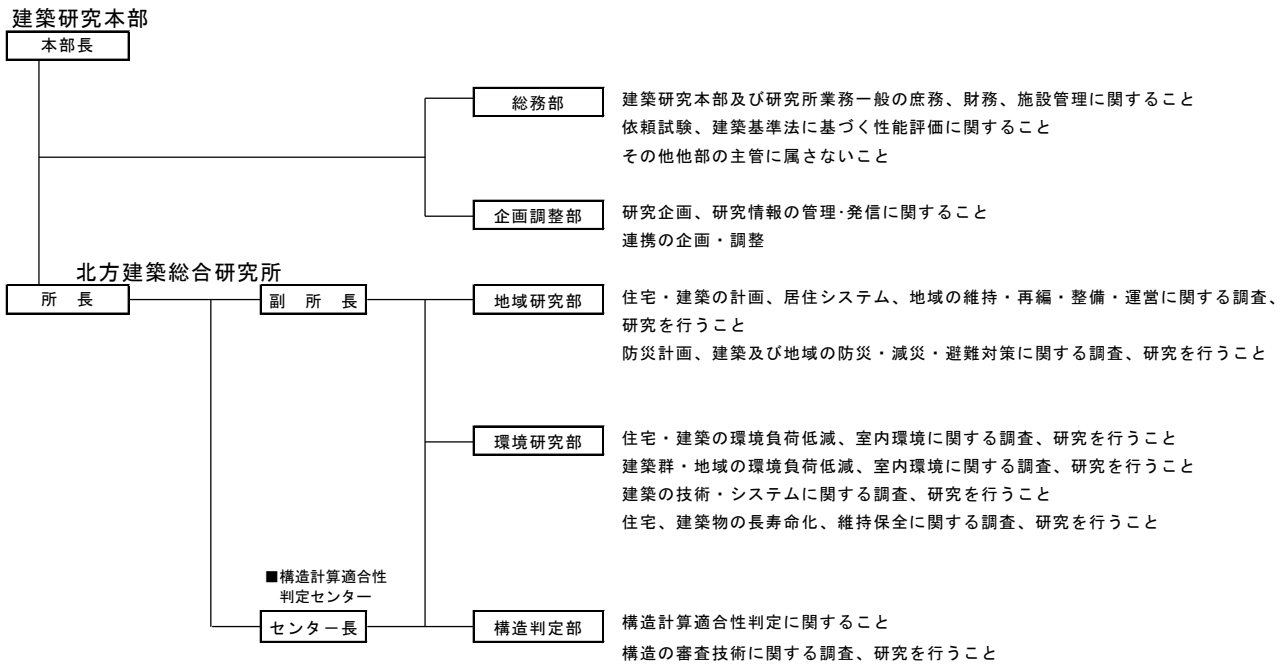 建築研究本部
本部長
総務部
建築研究本部及び研究所業務一般の庶務、財務、施設管理に関すること
依頼試験、建築基準法に基づく性能評価に関すること
その他他部の主管に属さないこと
企画調整部
研究企画、研究情報の管理･発信に関すること
連携の企画・調整
北方建築総合研究所
所　長
副　所　長
地域研究部
住宅・建築の計画、居住システム、地域の維持・再編・整備・運営に関する調査、
研究を行うこと
防災計画、建築及び地域の防災・減災・避難対策に関する調査、研究を行うこと
環境研究部
住宅・建築の環境負荷低減、室内環境に関する調査、研究を行うこと
建築群・地域の環境負荷低減、室内環境に関する調査、研究を行うこと
建築の技術・システムに関する調査、研究を行うこと
住宅、建築物の長寿命化、維持保全に関する調査、研究を行うこと
■構造計算適合性
判定センター
センター長
構造判定部
構造計算適合性判定に関すること
構造の審査技術に関する調査、研究を行うこと